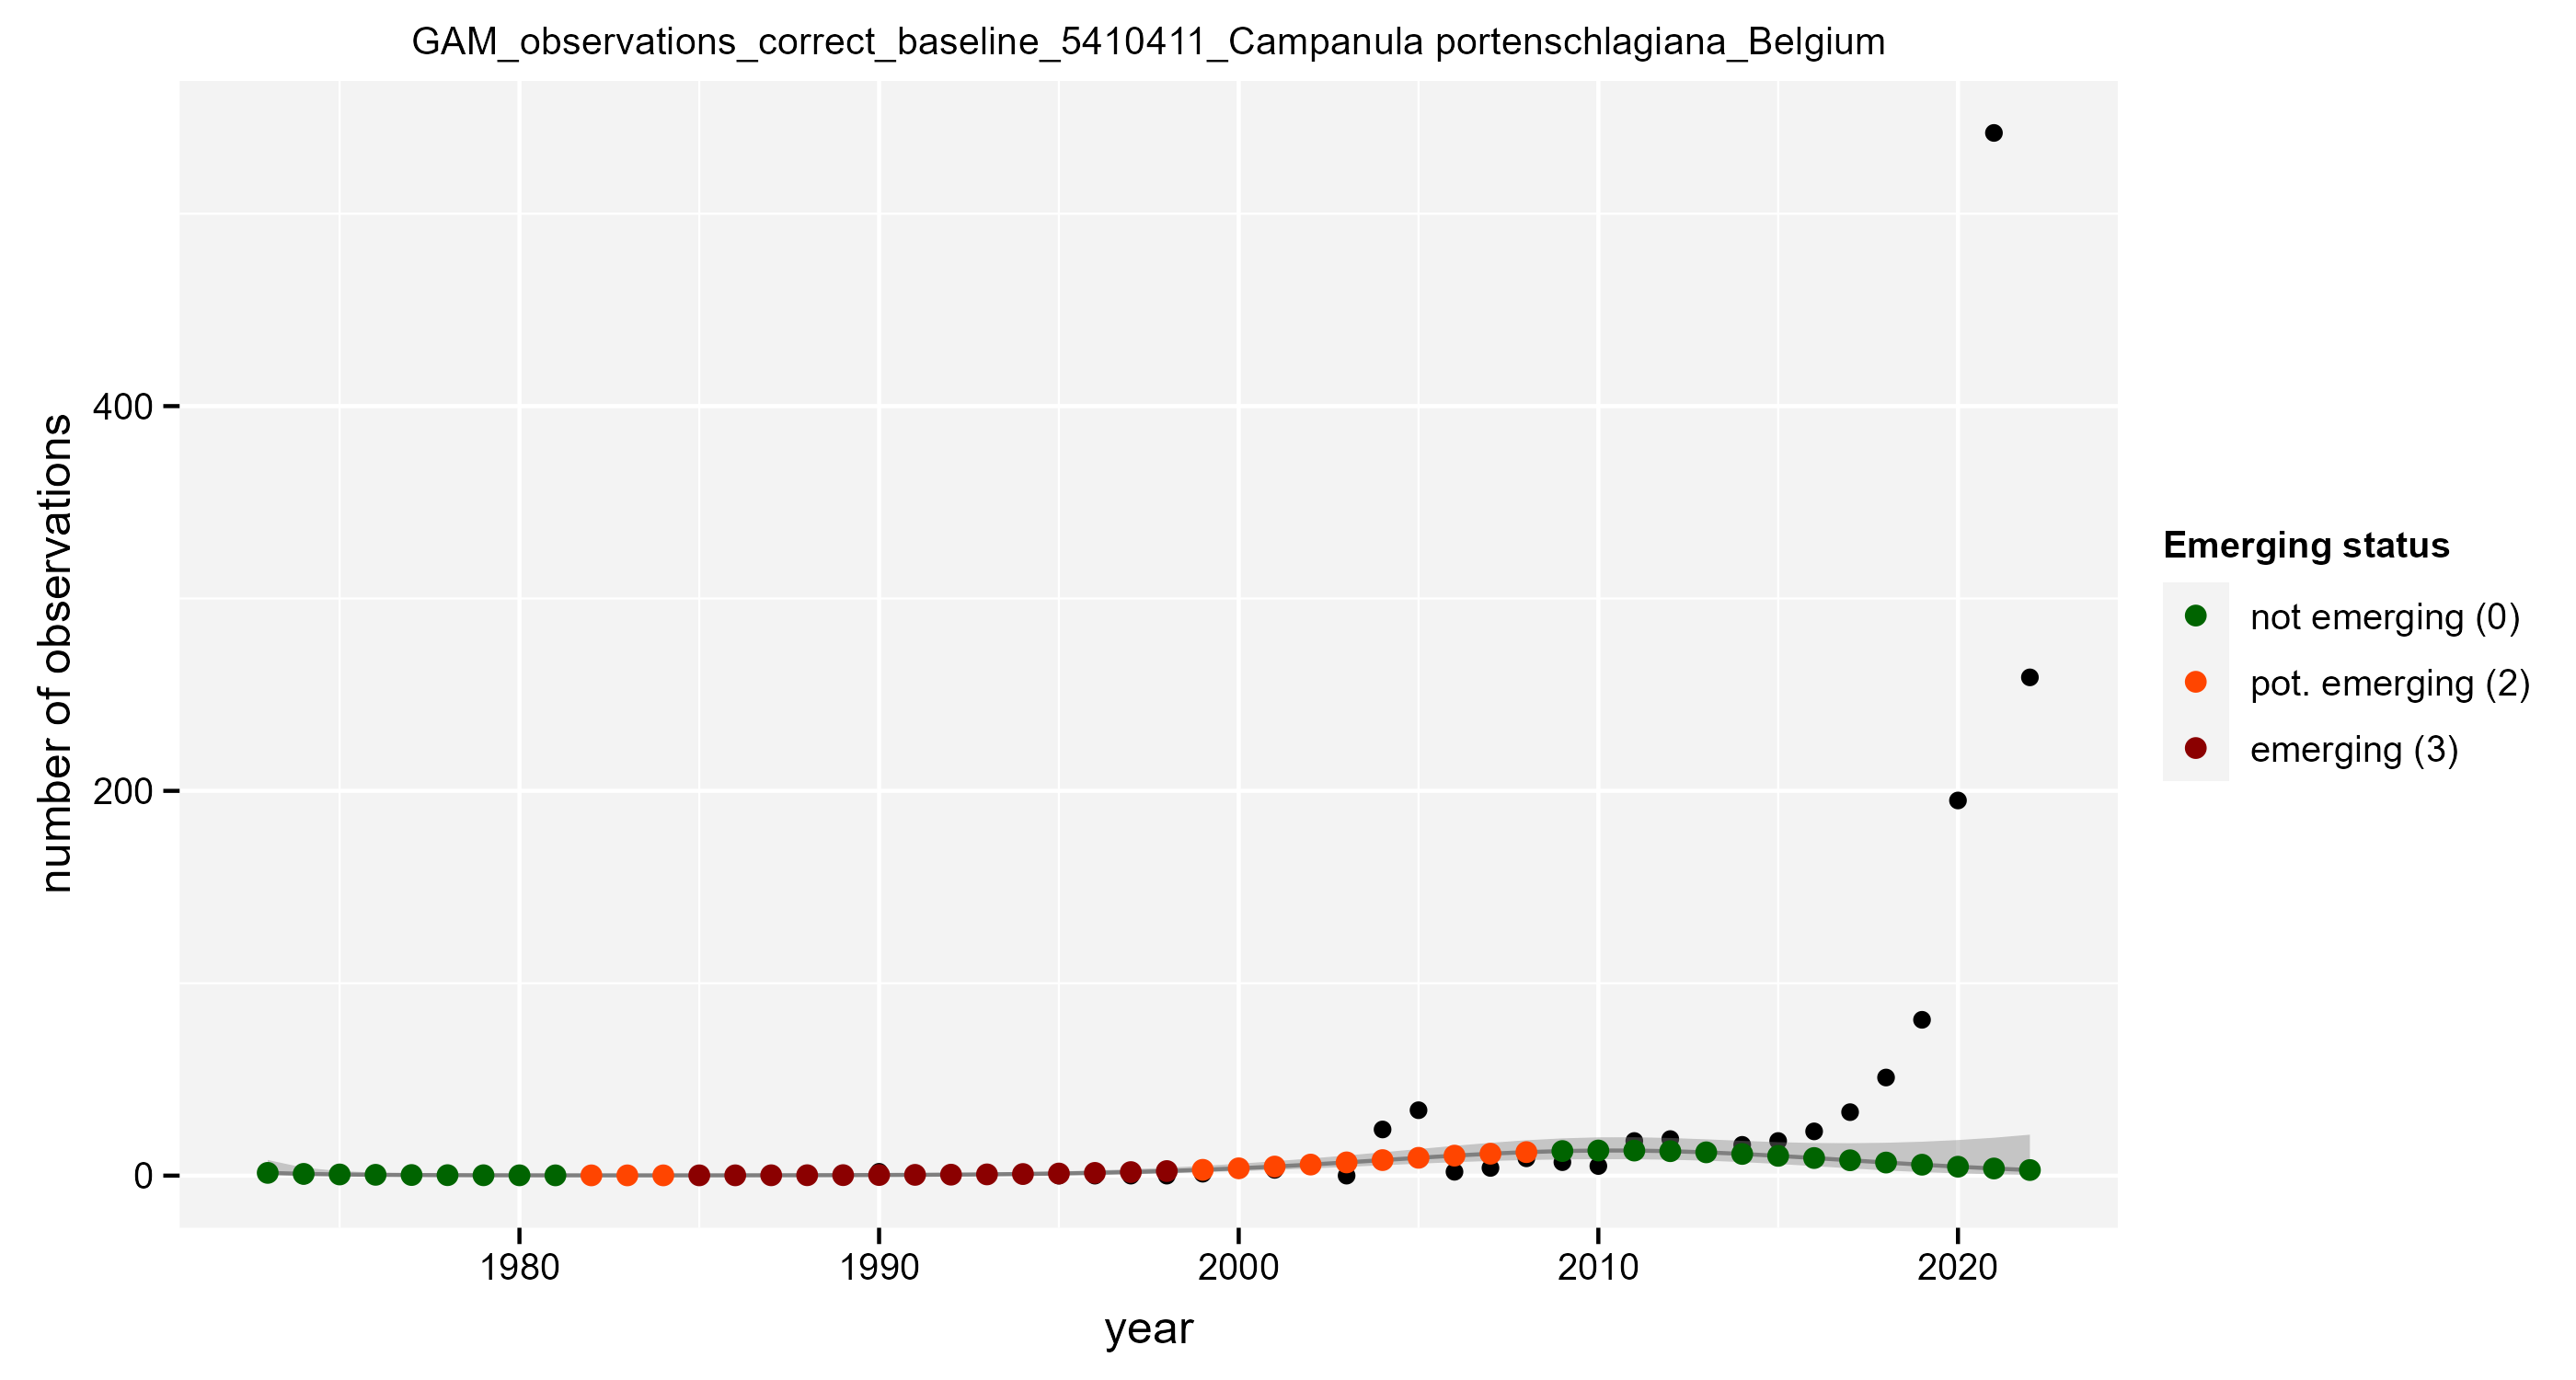 GAM_observations_correct_baseline_5410411_Campanula portenschlagiana_Belgium
number of observations
400
200
0
1980
1990
2000
2010
2020
year
Emerging status
not emerging (0)
pot. emerging (2)
emerging (3)